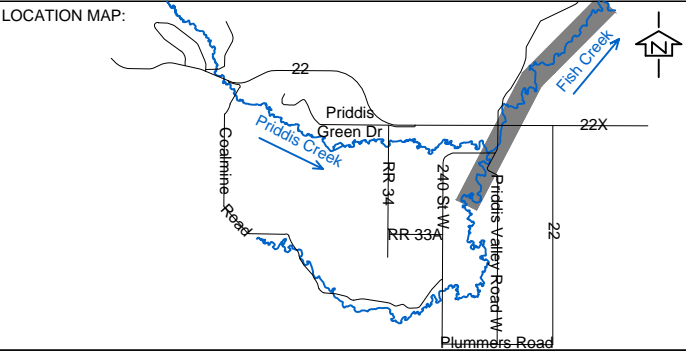 LOCATION MAP:
N
Fish Creek
22
Priddis
Green Dr
22X
Priddis Creek
Coalmine Road
RR 34
240 St W
Priddis Valley Road W
22
RR 33A
Plummers Road